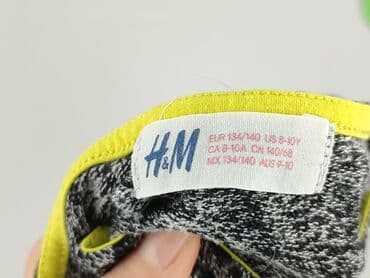 H&M
EUR 134/140 US 8-10Y
CA 8-10A CN 140/68
MX 134/140 AUS 9-10